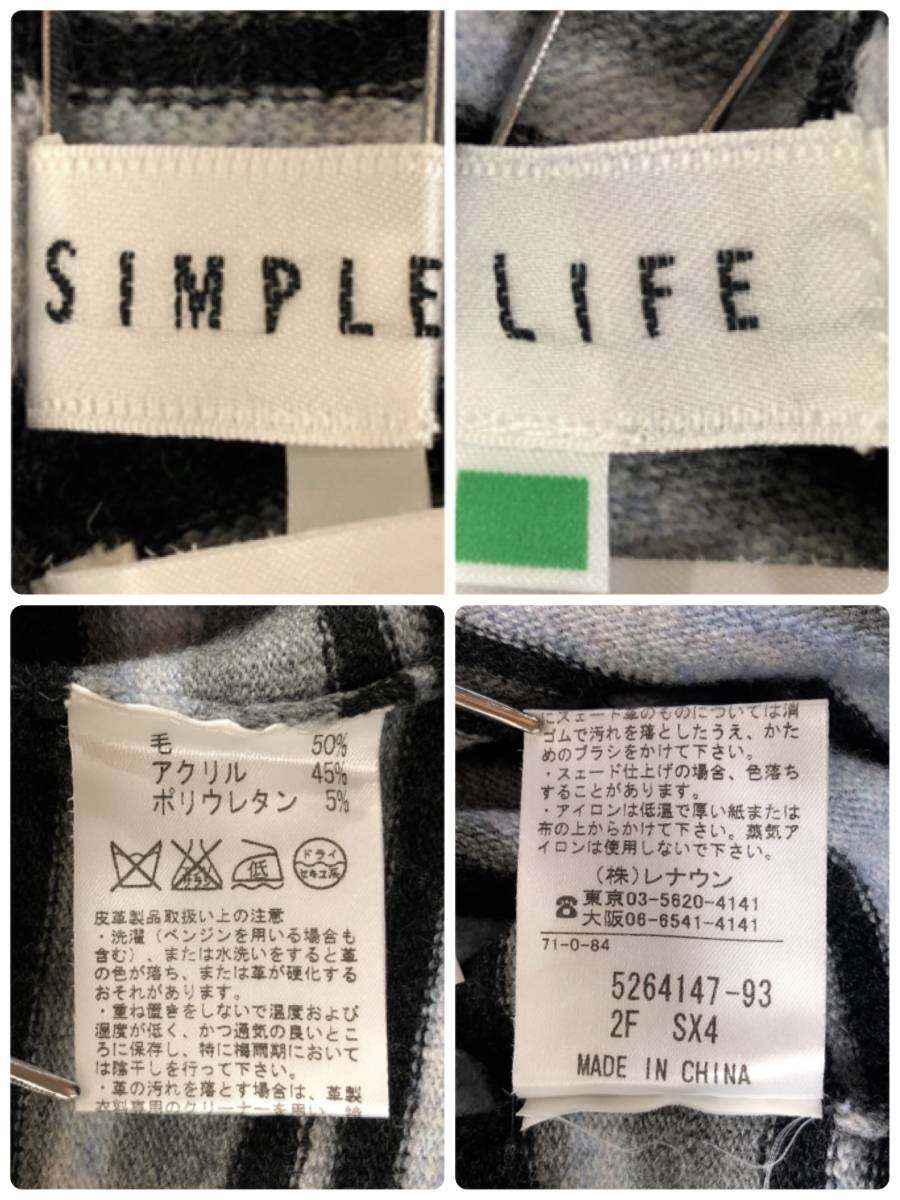 SIMPLE
LIFE
毛 50%
アクリル 45%
ポリウレタン 5%
低
ドライ
セキユ系
皮革製品取扱い上の注意
・洗濯（ベンジンを用いる場合も
含む）、または水洗いをすると革
の色が落ち、または革が硬化する
おそれがあります。
・重ね置きをしないで温度および
湿度が低く、かつ通気の良いとこ
ろに保存し、特に梅雨期において
は陰干しを行って下さい。
・革の汚れを落とす場合は、革製
衣料専用のクリーナーを用い、特
にスエード革のものについては消
ゴムで汚れを落としたうえ、かた
めのブラシをかけて下さい。
・スエード仕上げの場合、色落ち
することがあります。
・アイロンは低温で厚い紙または
布の上からかけて下さい。蒸気ア
イロンは使用しないで下さい。
（株）レナウン
☎東京03-5620-4141
大阪06-6541-4141
71-0-84
5264147-93
2F SX4
MADE IN CHINA